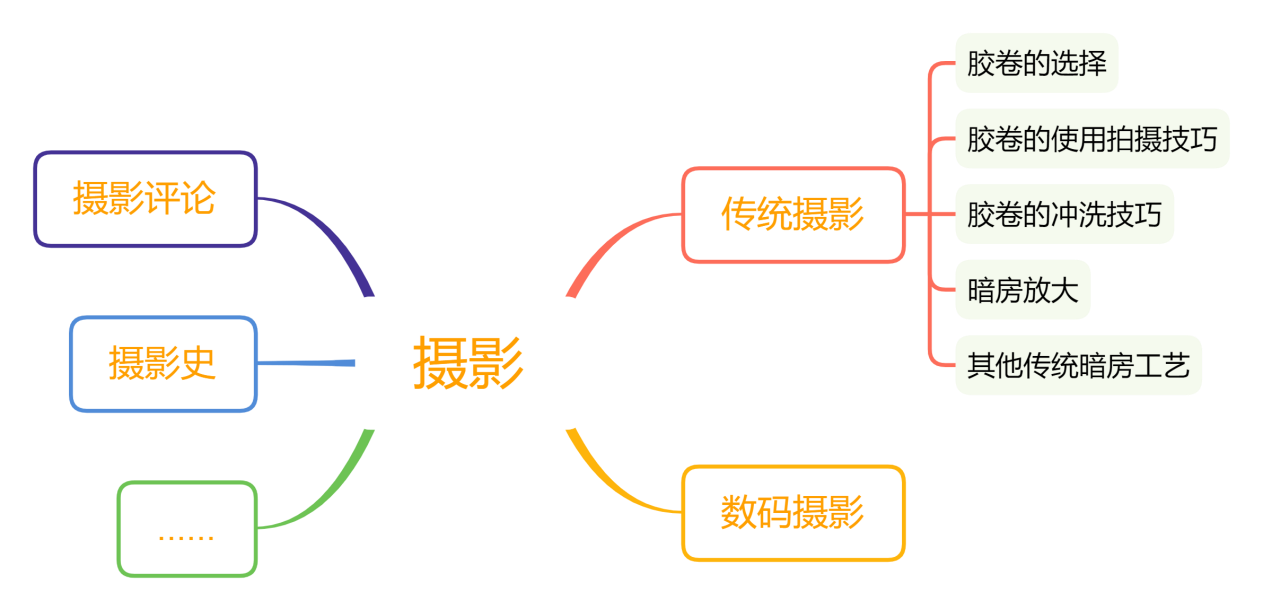 摄影
传统摄影
胶卷的选择
胶卷的使用拍摄技巧
胶卷的冲洗技巧
暗房放大
其他传统暗房工艺
数码摄影
摄影评论
摄影史
......